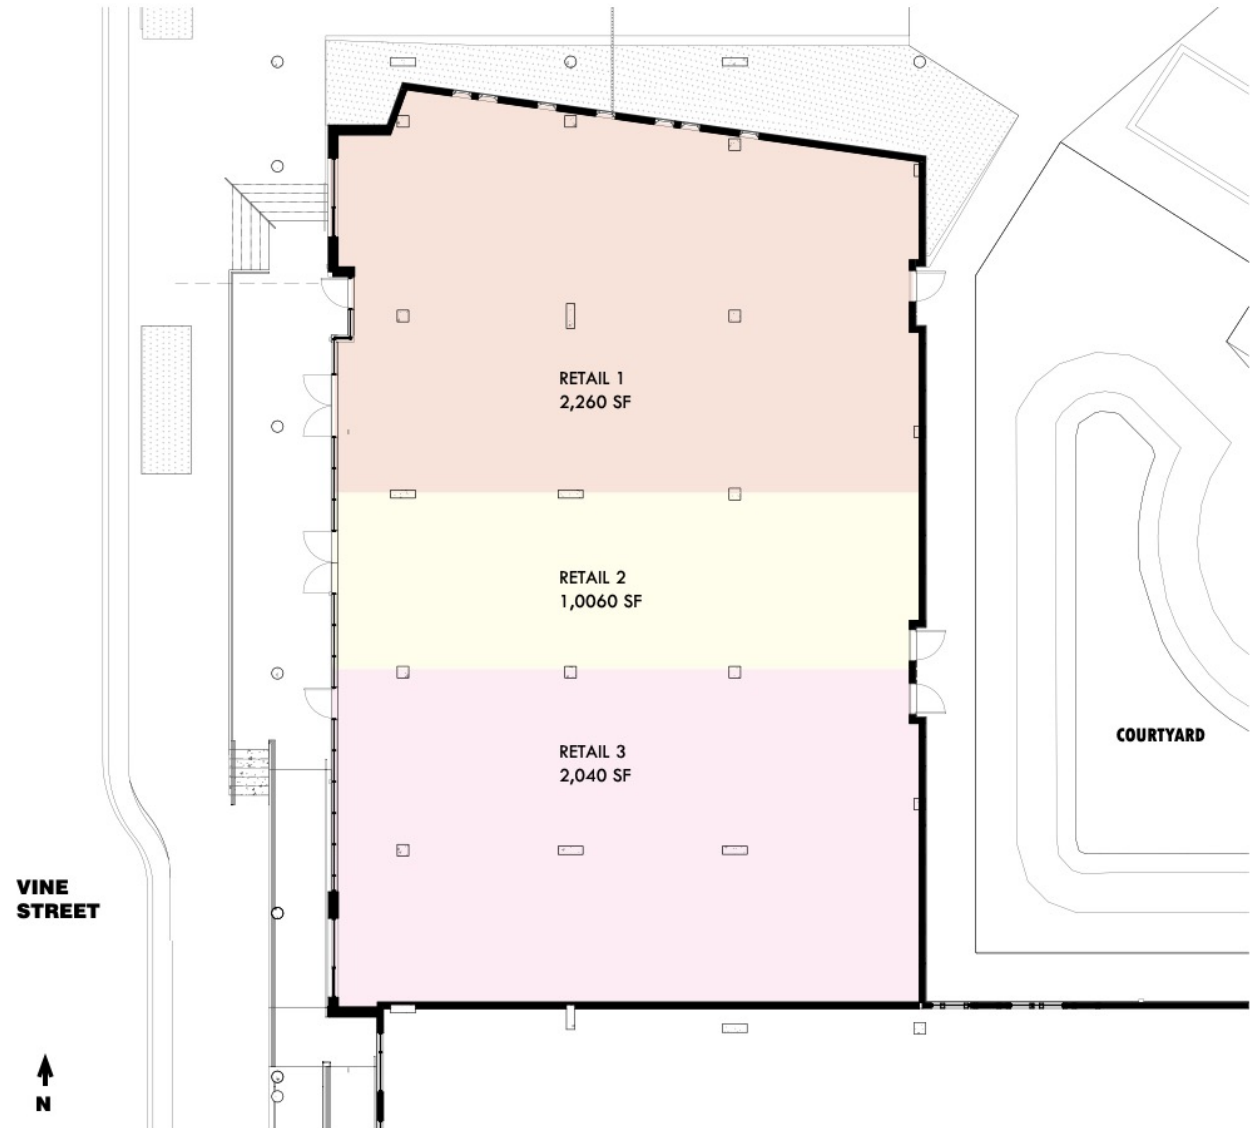 RETAIL 1
2,260 SF
RETAIL 2
1,0060 SF
RETAIL 3
2,040 SF
COURTYARD
VINE
STREET
N